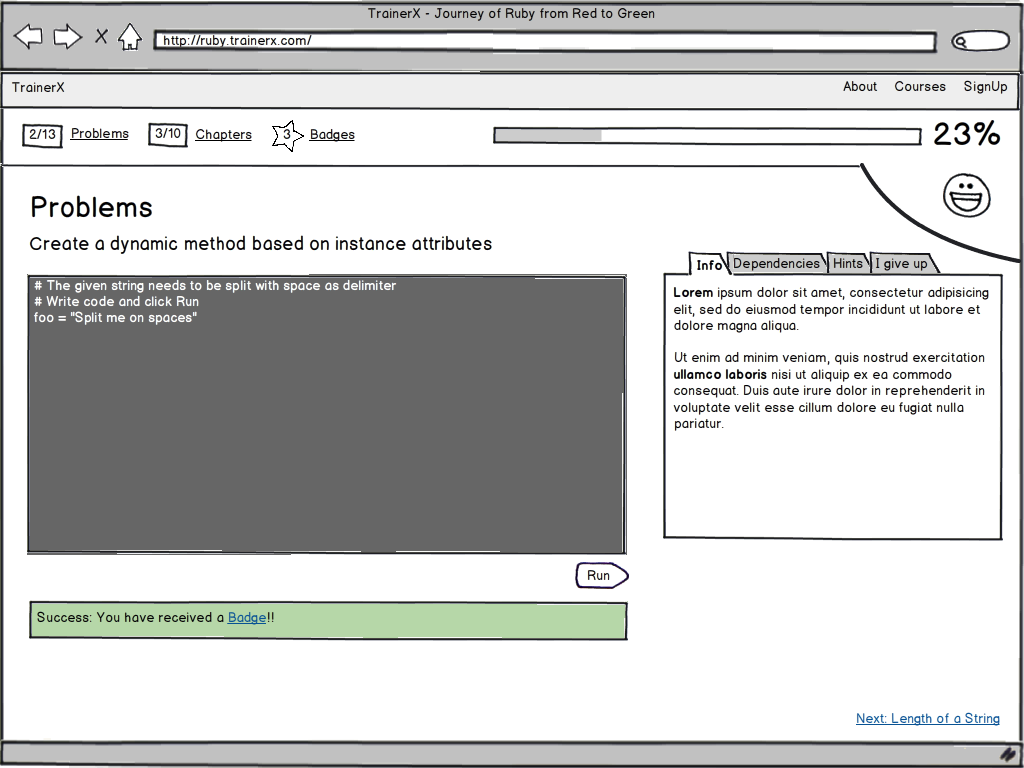 TrainerX - Journey of Ruby from Red to Green
X
http://ruby.trainerx.com/
TrainerX
About Courses SignUp
2/13 Problems 3/10 Chapters 3 Badges 23%
Problems
Create a dynamic method based on instance attributes
# The given string needs to be split with space as delimiter
# Write code and click Run
foo = "Split me on spaces"
Run
Success: You have received a Badge!!
Info Dependencies Hints I give up
Lorem ipsum dolor sit amet, consectetur adipisicing
elit, sed do eiusmod tempor incididunt ut labore et
dolore magna aliqua.
Ut enim ad minim veniam, quis nostrud exercitation
ullamco laboris nisi ut aliquip ex ea commodo
consequat. Duis aute irure dolor in reprehenderit in
voluptate velit esse cillum dolore eu fugiat nulla
pariatur.
Next: Length of a String